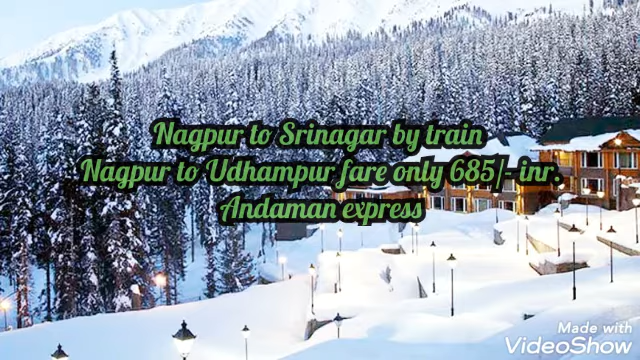 Nagpur to Srinagar by train
Nagpur to Udhampur fare only 685/- inr.
Andaman express
Made with
VideoShow